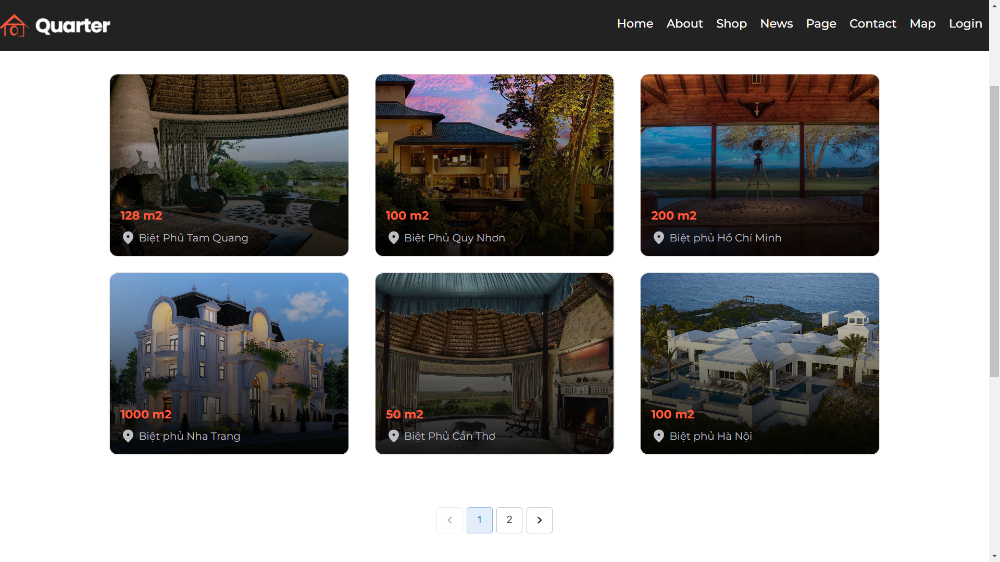 Quarter
Home About Shop News Page Contact Map Login
128 m2
Biệt Phủ Tam Quang
100 m2
Biệt Phủ Quy Nhơn
200 m2
Biệt phủ Hồ Chí Minh
1000 m2
Biệt phủ Nha Trang
50 m2
Biệt Phủ Cần Thơ
100 m2
Biệt phủ Hà Nội
1 2